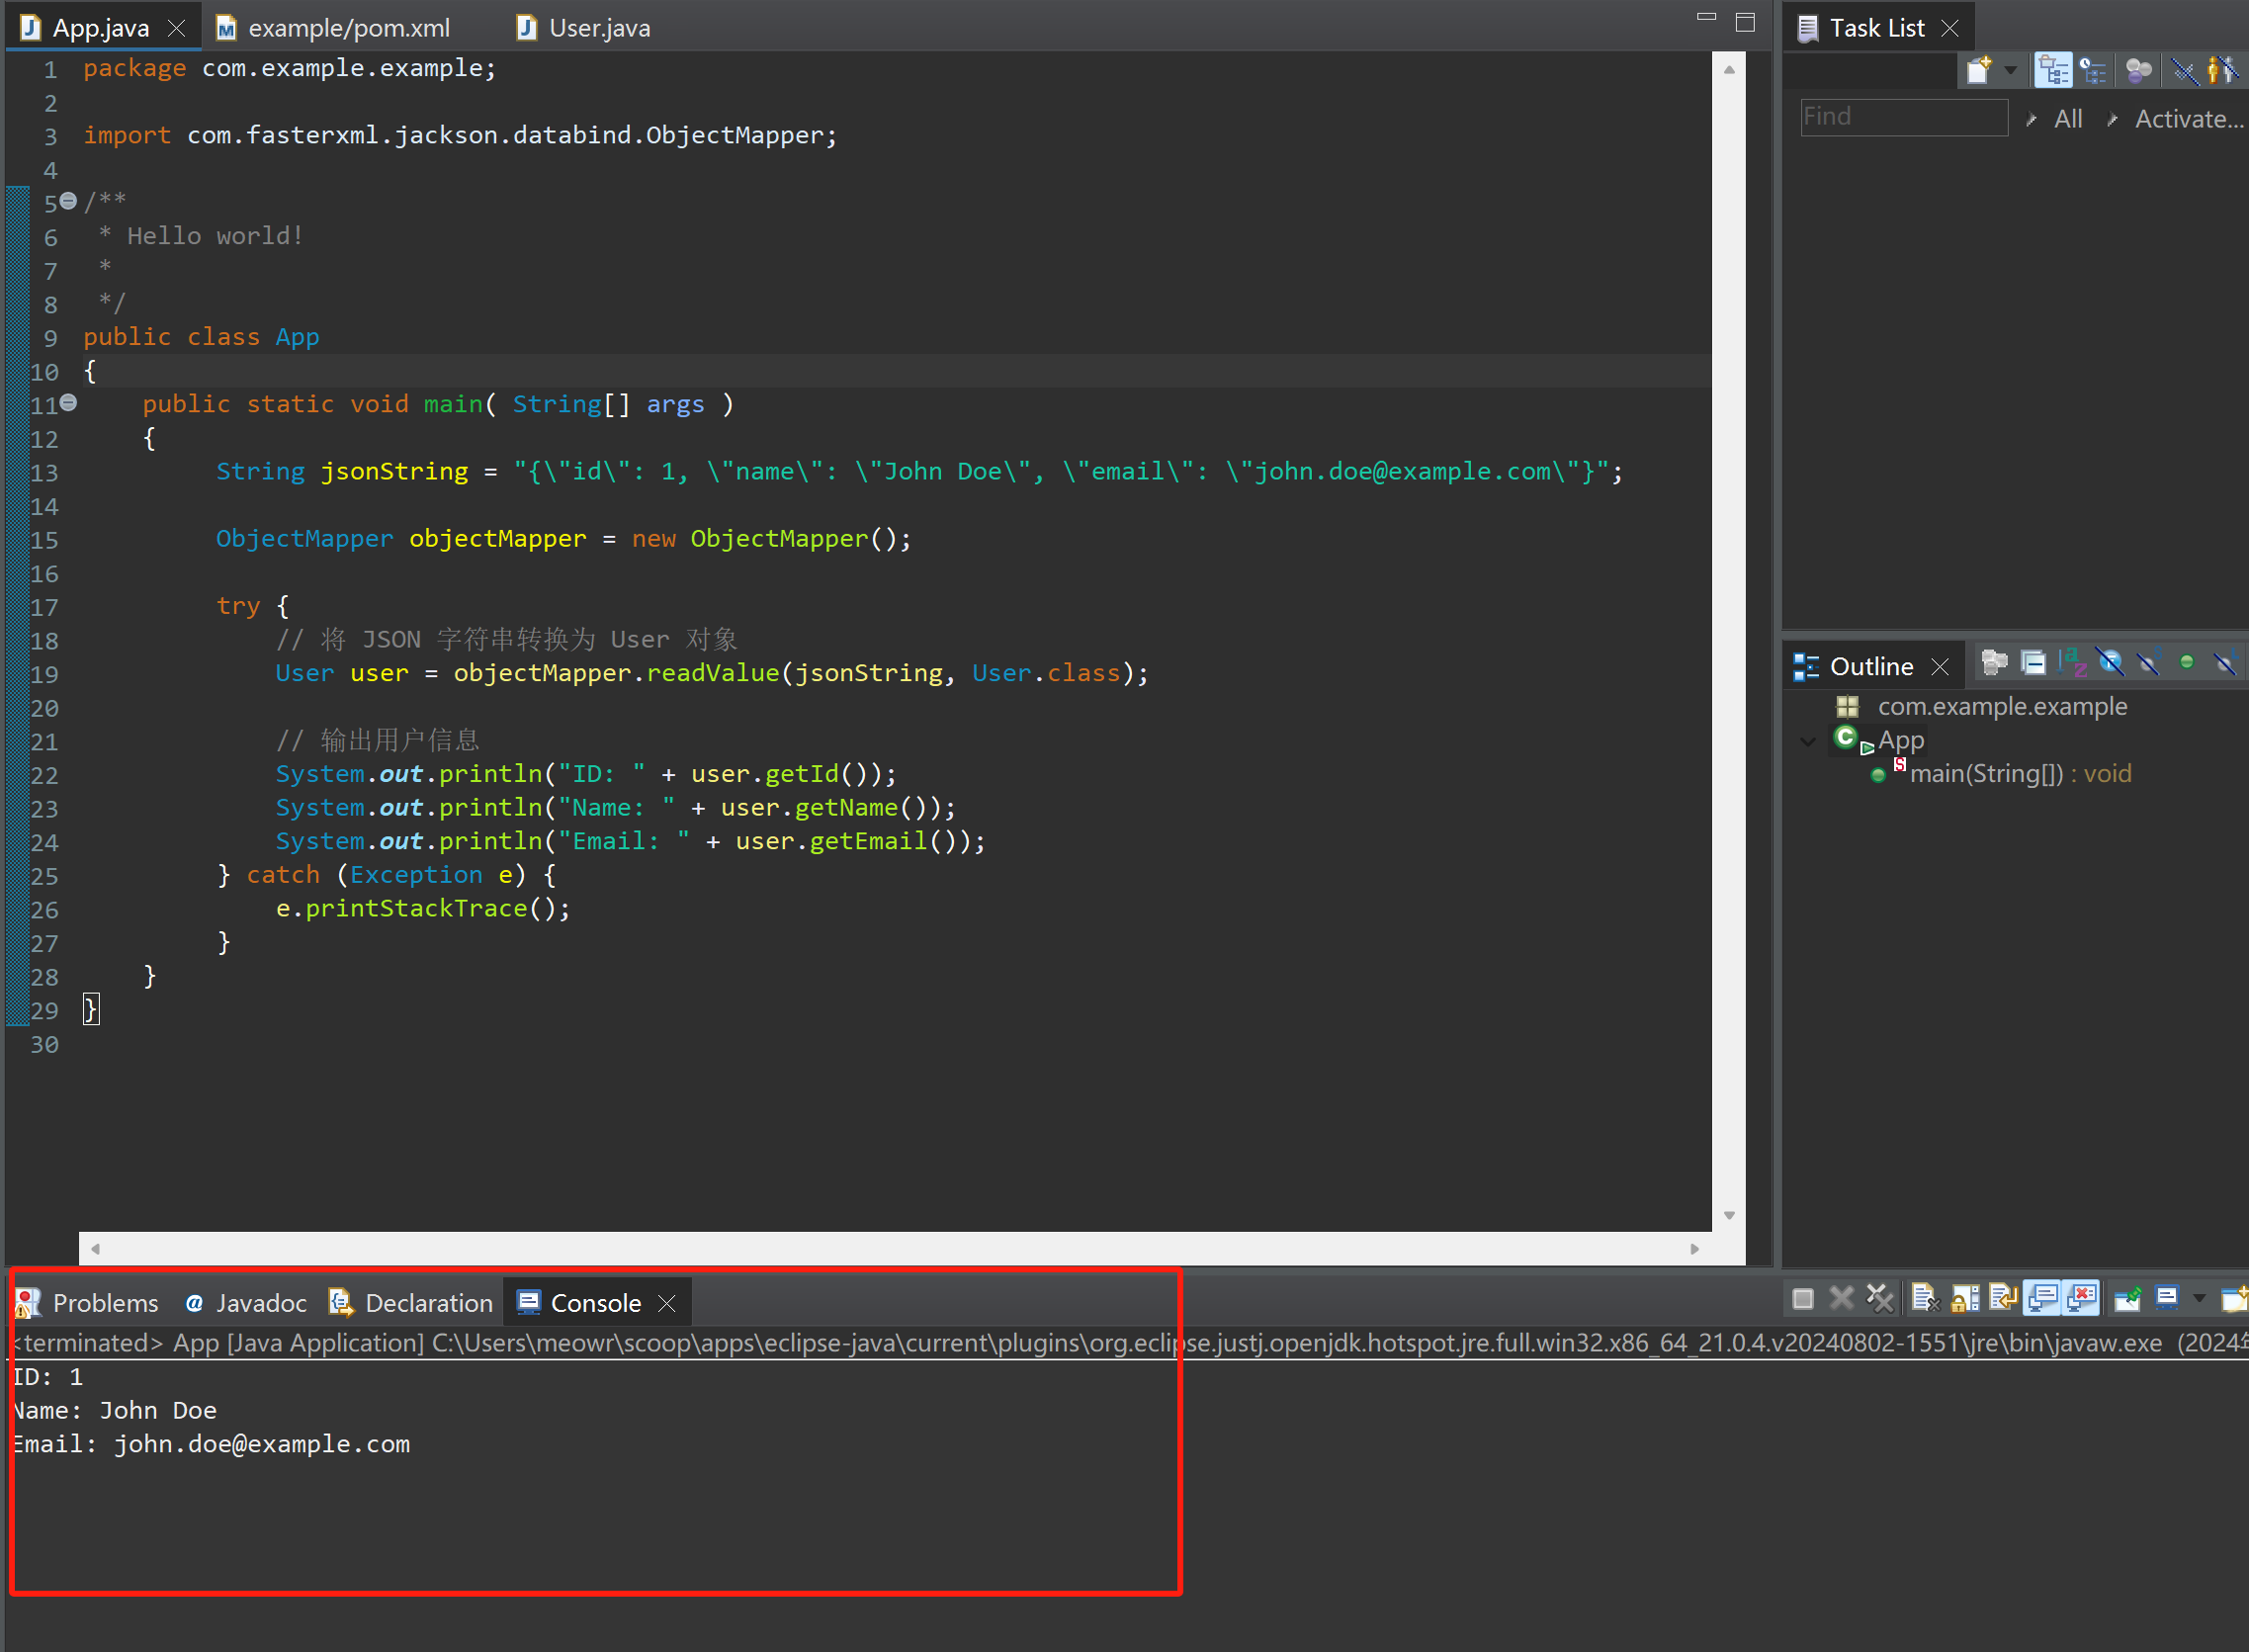 App.java example/pom.xml User.java
1 package com.example.example;
2
3 import com.fasterxml.jackson.databind.ObjectMapper;
4
5 /**
6  * Hello world!
7  *
8  */
9 public class App
10 {
11     public static void main( String[] args )
12     {
13          String jsonString = "{\"id\": 1, \"name\": \"John Doe\", \"email\": \"john.doe@example.com\"}";
14
15          ObjectMapper objectMapper = new ObjectMapper();
16
17          try {
18              // 将 JSON 字符串转换为 User 对象
19              User user = objectMapper.readValue(jsonString, User.class);
20
21              // 输出用户信息
22              System.out.println("ID: " + user.getId());
23              System.out.println("Name: " + user.getName());
24              System.out.println("Email: " + user.getEmail());
25          } catch (Exception e) {
26              e.printStackTrace();
27          }
28     }
29 }
30
Task List
Find All Activate...
Outline
com.example.example
App
main(String[]) : void
Problems Javadoc Declaration Console
<terminated> App [Java Application] C:\Users\meowr\scoop\apps\eclipse-java\current\plugins\org.eclipse.justj.openjdk.hotspot.jre.full.win32.x86_64_21.0.4.v20240802-1551\jre\bin\javaw.exe (2024年
ID: 1
Name: John Doe
Email: john.doe@example.com